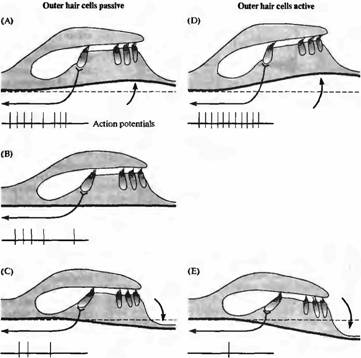 Outer hair cells passive
Outer hair cells active
(A)
(D)
Action potentials
(B)
(C)
(E)